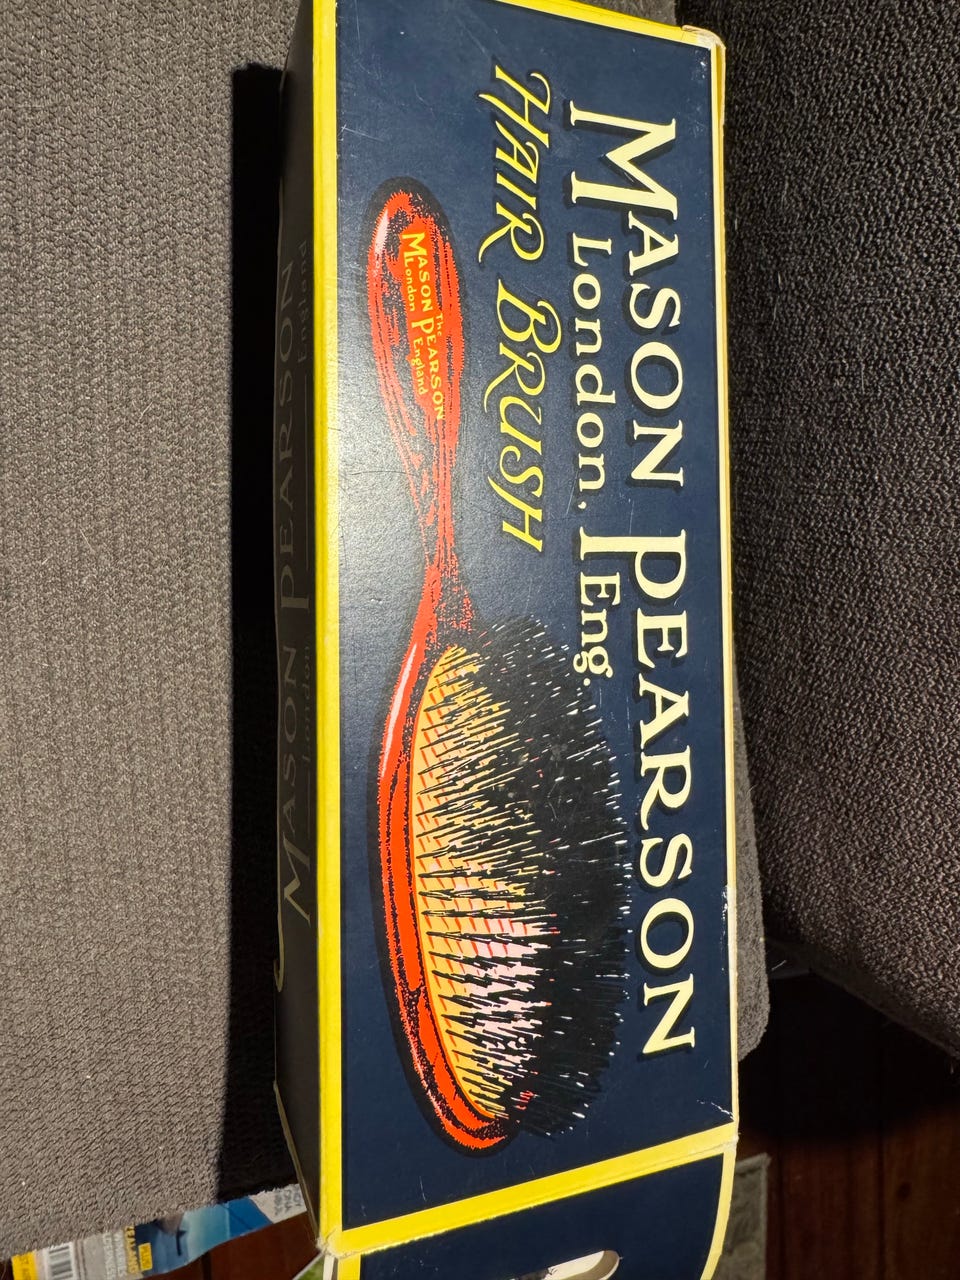 MASON PEARSON
London, Eng.
HAIR BRUSH
The
MASON PEARSON
London England
MASON PEARSON
London England